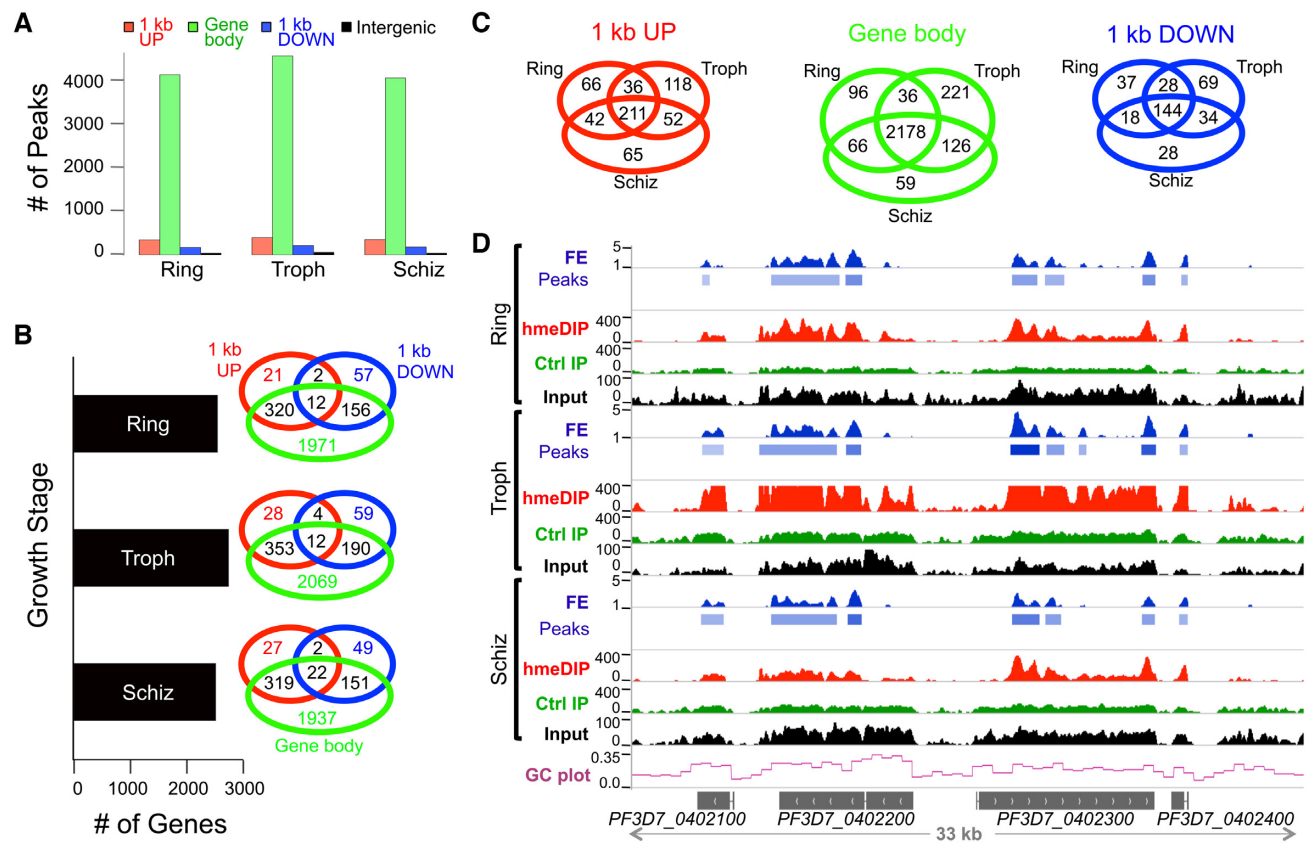 A
1 kb UP
Gene body
1 kb DOWN
Intergenic
# of Peaks
4000
3000
2000
1000
0
Ring
Troph
Schiz
B
Growth Stage
Ring
Troph
Schiz
0
1000
2000
3000
# of Genes
1 kb UP
1 kb DOWN
21
2
57
320
12
156
1971
28
4
59
353
12
190
2069
27
2
49
319
22
151
1937
Gene body
C
1 kb UP
Ring
Troph
66
36
118
42
211
52
65
Schiz
Gene body
Ring
Troph
96
36
221
66
2178
126
59
Schiz
1 kb DOWN
Ring
Troph
37
28
69
18
144
34
28
Schiz
D
Ring
FE
5
1
Peaks
hmeDIP
400
0
Ctrl IP
400
0
Input
100
0
Troph
FE
5
1
Peaks
hmeDIP
400
0
Ctrl IP
400
0
Input
100
0
Schiz
FE
5
1
Peaks
hmeDIP
400
0
Ctrl IP
400
0
Input
100
0
GC plot
0.35
0.0
PF3D7_0402100
PF3D7_0402200
PF3D7_0402300
PF3D7_0402400
33 kb